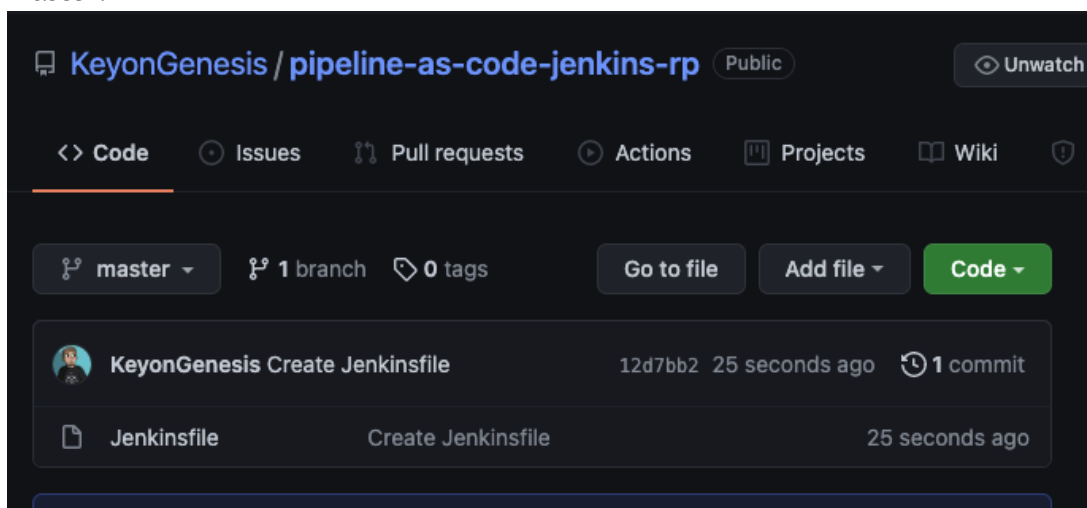 KeyonGenesis / pipeline-as-code-jenkins-rp Public Unwatch
<> Code Issues Pull requests Actions Projects Wiki
master 1 branch 0 tags Go to file Add file Code
KeyonGenesis Create Jenkinsfile 12d7bb2 25 seconds ago 1 commit
Jenkinsfile Create Jenkinsfile 25 seconds ago